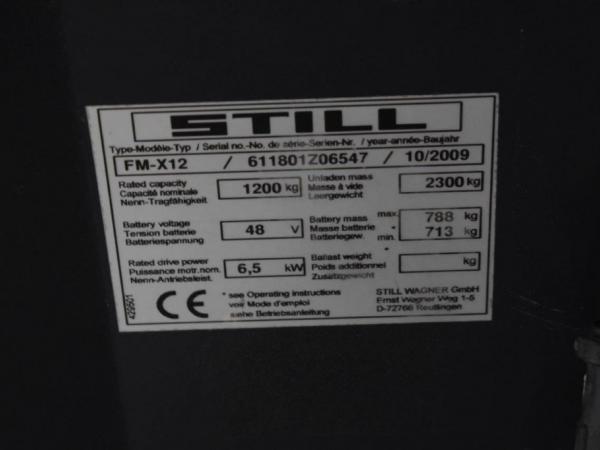 STILL
Type-Modèle-Typ / Serial no.-No. de série-Serien-Nr. / year-année-Baujahr
FM-X12 / 611801Z06547 / 10/2009
Rated capacity
Capacité nominale
Nenn-Tragfähigkeit
1200 kg
Unladen mass
Masse à vide
Leergewicht
2300 kg
Battery voltage
Tension batterie
Batteriespannung
48 V
Battery mass max. 788 kg
Masse batterie *
Batteriegew. min. 713 kg
Rated drive power
Puissance motr.nom.
Nenn-Antriebsleist.
6,5 kW
Ballast weight
Poids additionnel
Zusatzgewicht
kg
429501
CE
* see Operating instructions
voir Mode d'emploi
siehe Betriebsanleitung
STILL WAGNER GmbH
Ernst Wagner Weg 1-5
D-72766 Reutlingen